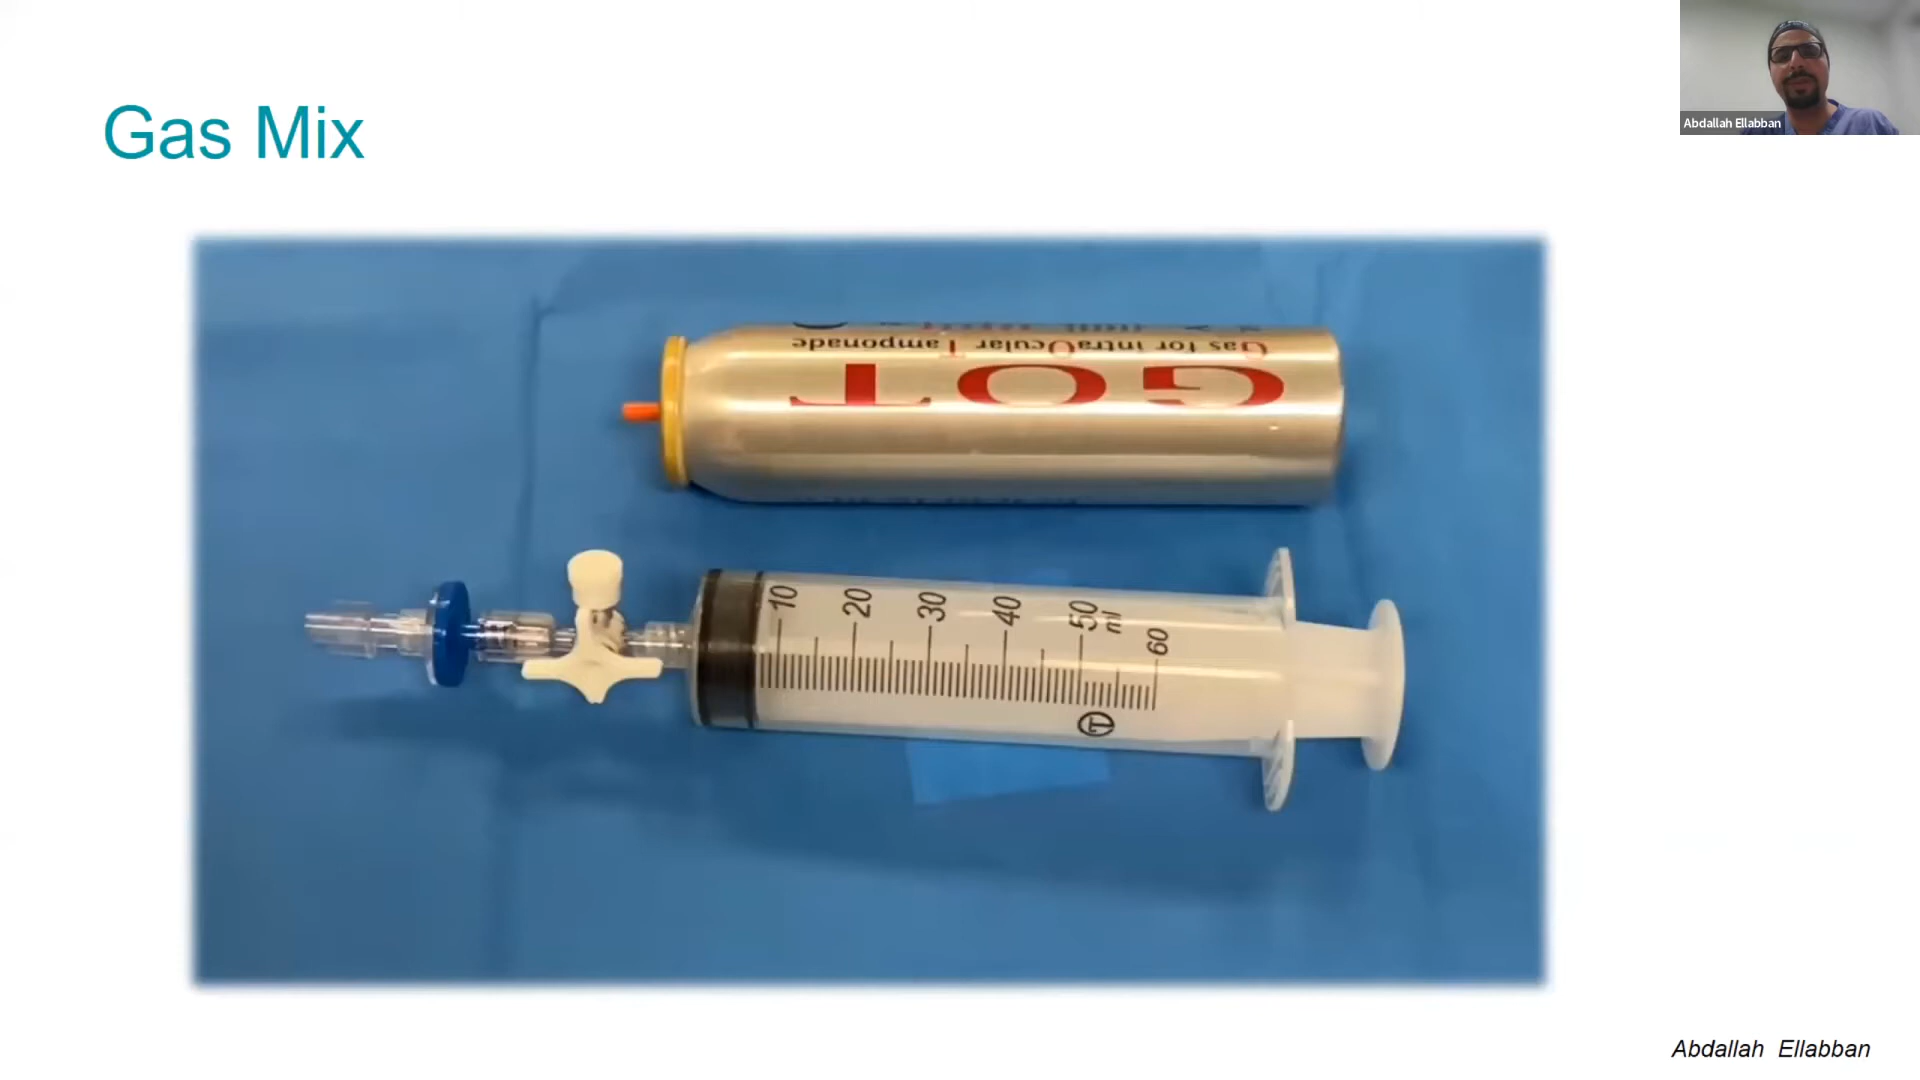 Abdallah Ellabban
Gas Mix
Gas for intraOcular Tamponade
GOT
10 20 30 40 50 60
ml
Abdallah Ellabban